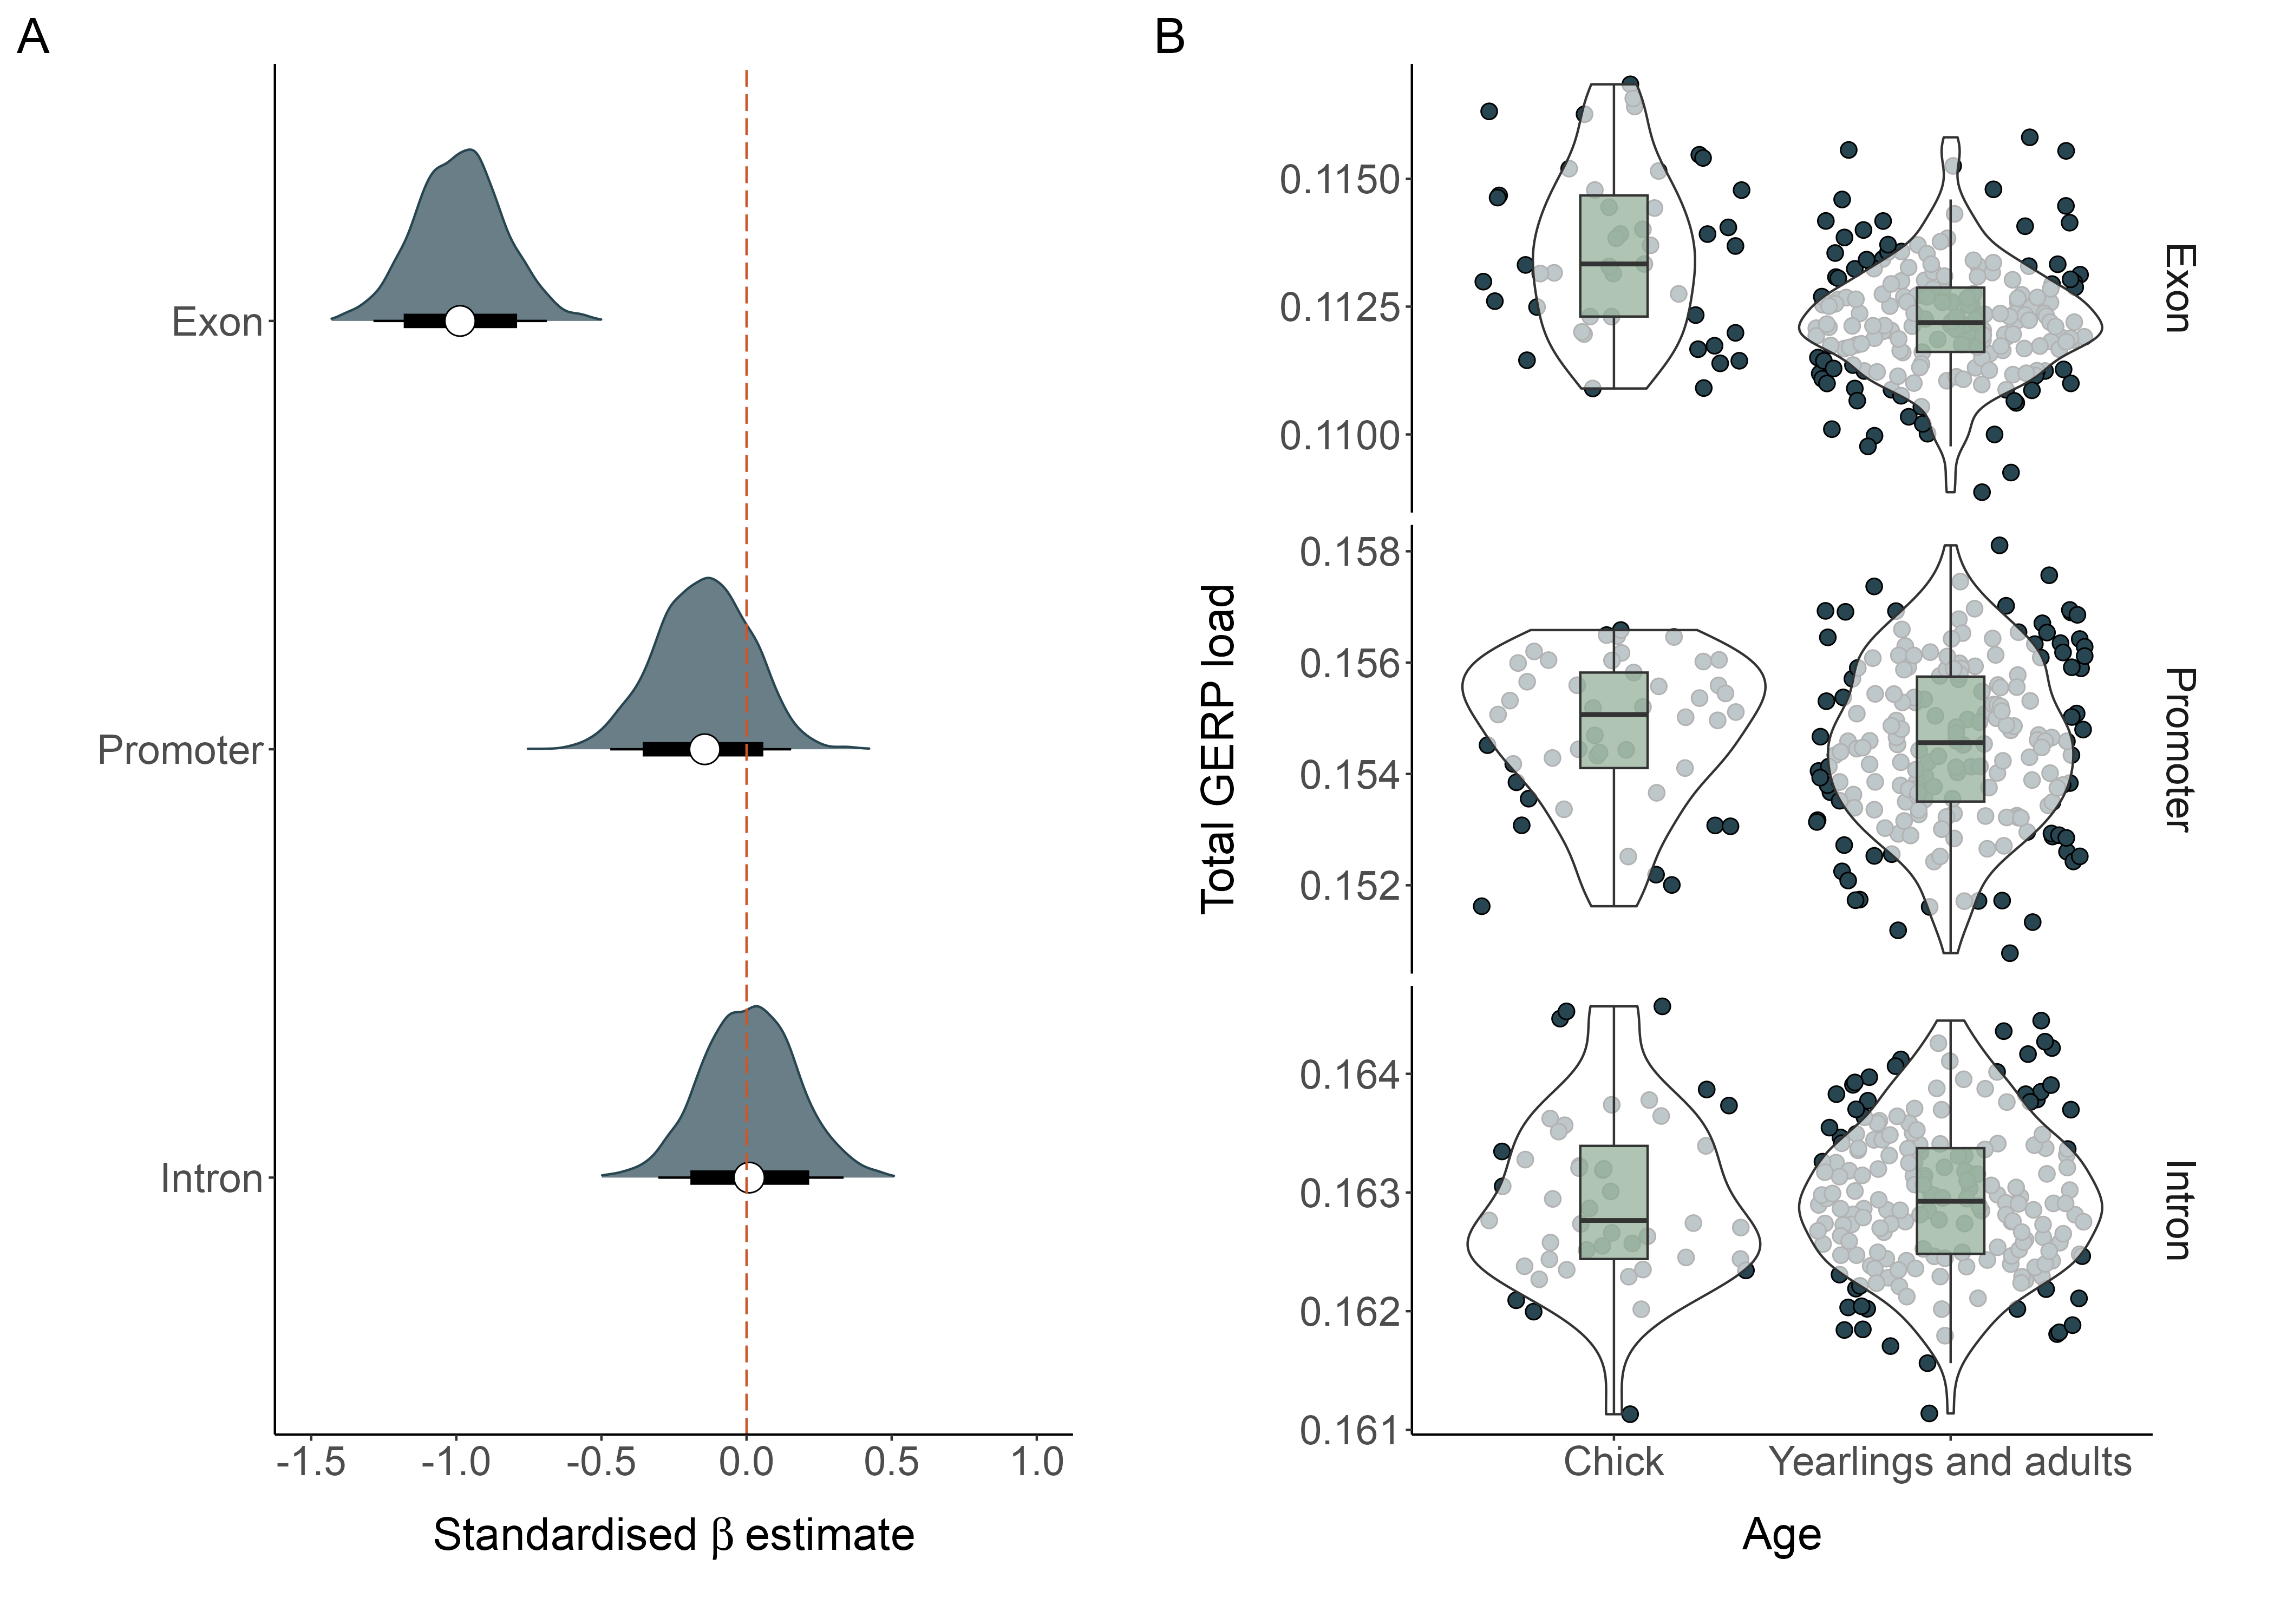 A
Exon
Promoter
Intron
-1.5 -1.0 -0.5 0.0 0.5 1.0
Standardised β estimate
B
Total GERP load
0.1150
0.1125
0.1100
Exon
0.158
0.156
0.154
0.152
Promoter
0.164
0.163
0.162
0.161
Intron
Chick Yearlings and adults
Age